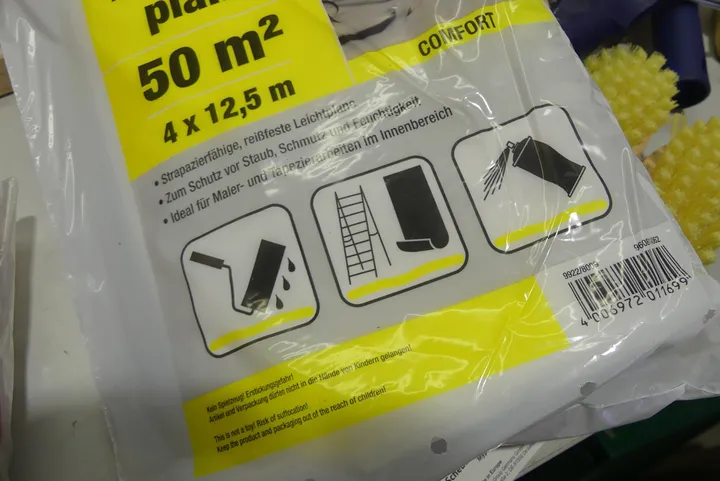 plan
50 m²
4 x 12,5 m
COMFORT
• Strapazierfähige, reißfeste Leichtplane
• Zum Schutz vor Staub, Schmutz und Feuchtigkeit
• Ideal für Maler- und Tapezierarbeiten im Innenbereich
4 006972 011699
Kein Spielzeug! Erstickungsgefahr!
Artikel und Verpackung dürfen nicht in die Hände von Kindern gelangen!
This is not a toy! Risk of suffocation!
Keep the product and packaging out of the reach of children!